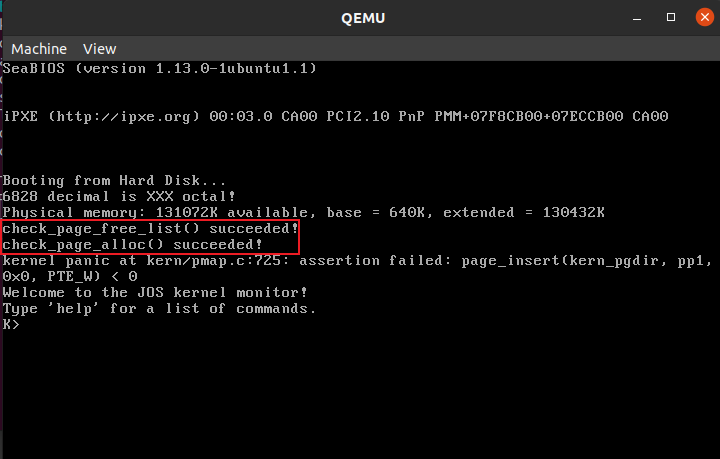 QEMU
Machine View
SeaBIOS (version 1.13.0-1ubuntu1.1)
iPXE (http://ipxe.org) 00:03.0 CA00 PCI2.10 PnP PMM+07F8CB00+07ECCB00 CA00
Booting from Hard Disk...
6828 decimal is XXX octal!
Physical memory: 131072K available, base = 640K, extended = 130432K
check_page_free_list() succeeded!
check_page_alloc() succeeded!
kernel panic at kern/pmap.c:725: assertion failed: page_insert(kern_pgdir, pp1,
0x0, PTE_W) < 0
Welcome to the JOS kernel monitor!
Type 'help' for a list of commands.
K>